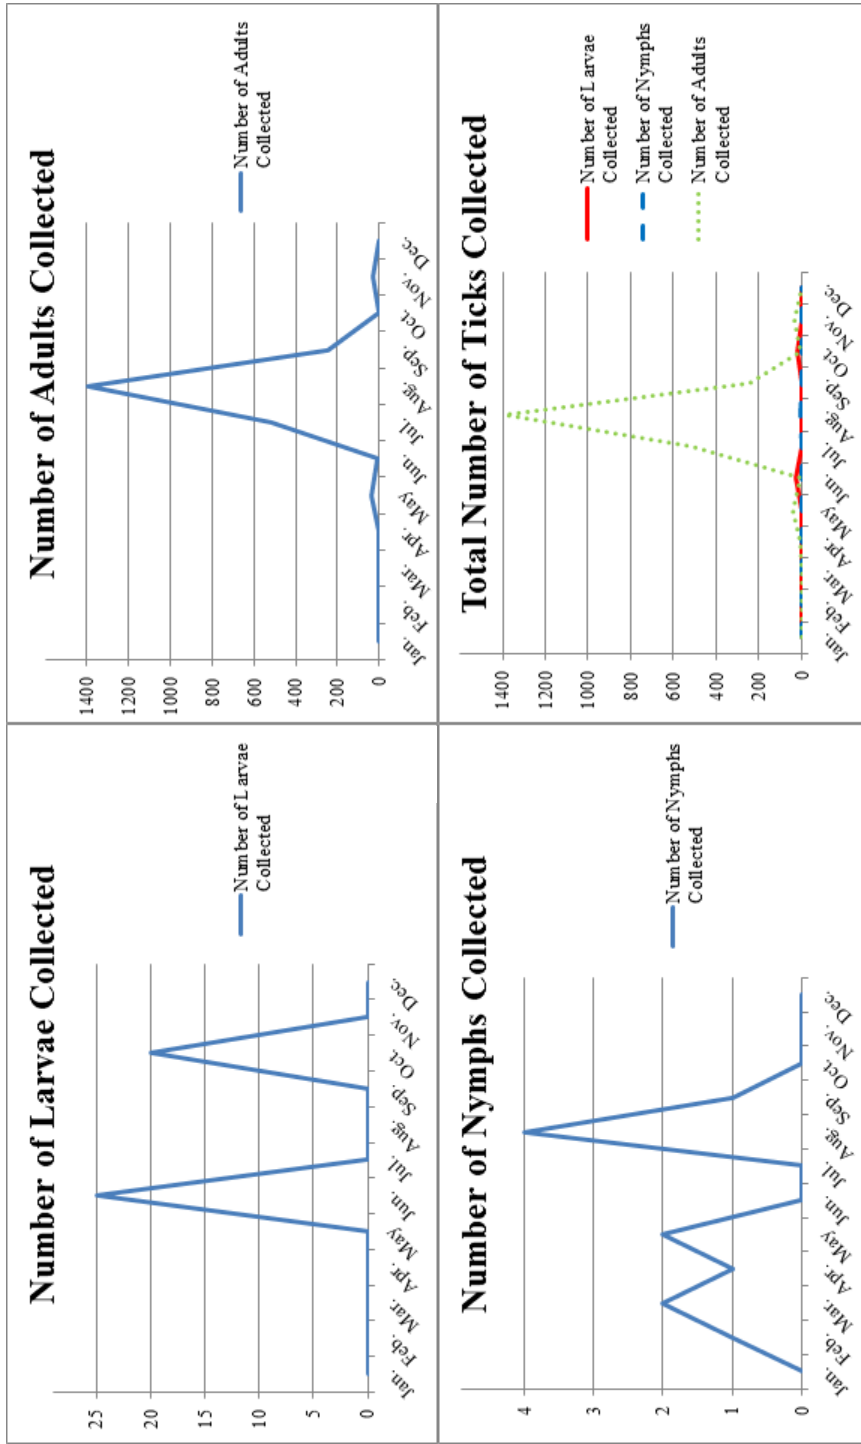 Number of Larvae Collected
25
20
15
10
5
0
Jan.
Feb.
Mar.
Apr.
May
Jun.
Jul.
Aug.
Sep.
Oct.
Nov.
Dec.
Number of Larvae
Collected
Number of Adults Collected
1400
1200
1000
800
600
400
200
0
Jan.
Feb.
Mar.
Apr.
May
Jun.
Jul.
Aug.
Sep.
Oct.
Nov.
Dec.
Number of Adults
Collected
Number of Nymphs Collected
4
3
2
1
0
Jan.
Feb.
Mar.
Apr.
May
Jun.
Jul.
Aug.
Sep.
Oct.
Nov.
Dec.
Number of Nymphs
Collected
Total Number of Ticks Collected
1400
1200
1000
800
600
400
200
0
Jan.
Feb.
Mar.
Apr.
May
Jun.
Jul.
Aug.
Sep.
Oct.
Nov.
Dec.
Number of Larvae
Collected
Number of Nymphs
Collected
Number of Adults
Collected